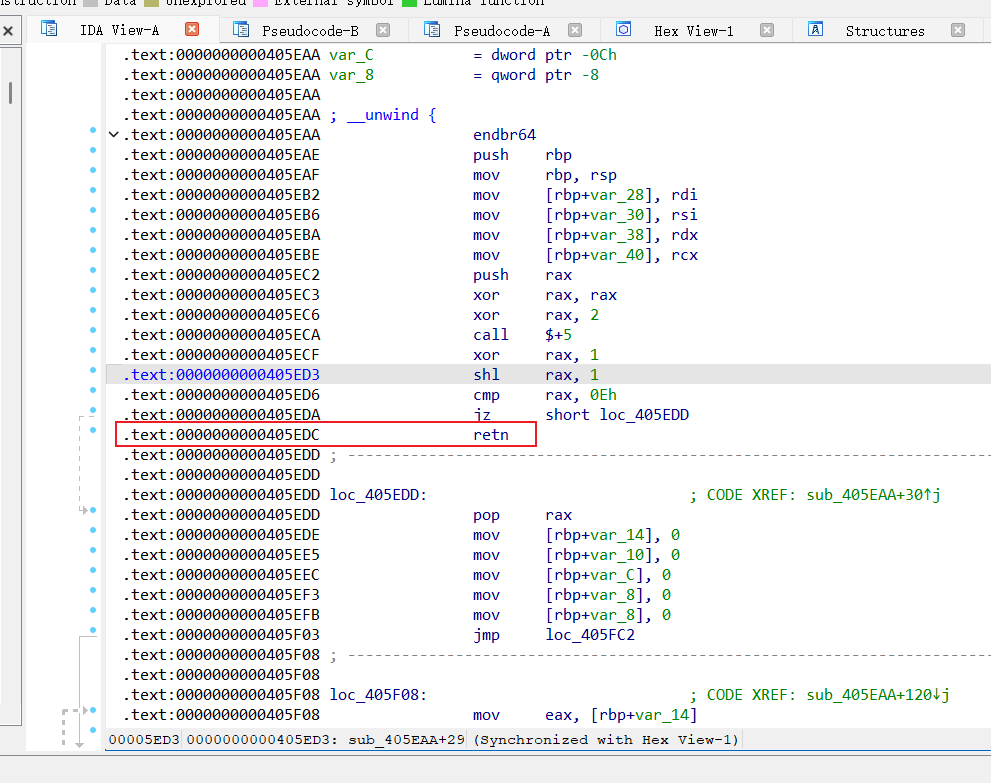 struction Data Unexplored External symbol Lumina function
IDA View-A Pseudocode-B Pseudocode-A Hex View-1 Structures
.text:0000000000405EAA var_C = dword ptr -0Ch
.text:0000000000405EAA var_8 = qword ptr -8
.text:0000000000405EAA
.text:0000000000405EAA ; __unwind {
.text:0000000000405EAA endbr64
.text:0000000000405EAE push rbp
.text:0000000000405EAF mov rbp, rsp
.text:0000000000405EB2 mov [rbp+var_28], rdi
.text:0000000000405EB6 mov [rbp+var_30], rsi
.text:0000000000405EBA mov [rbp+var_38], rdx
.text:0000000000405EBE mov [rbp+var_40], rcx
.text:0000000000405EC2 push rax
.text:0000000000405EC3 xor rax, rax
.text:0000000000405EC6 xor rax, 2
.text:0000000000405ECA call $+5
.text:0000000000405ECF xor rax, 1
.text:0000000000405ED3 shl rax, 1
.text:0000000000405ED6 cmp rax, 0Eh
.text:0000000000405EDA jz short loc_405EDD
.text:0000000000405EDC retn
.text:0000000000405EDD ; ---------------------------------------------------------------------------
.text:0000000000405EDD
.text:0000000000405EDD loc_405EDD: ; CODE XREF: sub_405EAA+30↑j
.text:0000000000405EDD pop rax
.text:0000000000405EDE mov [rbp+var_14], 0
.text:0000000000405EE5 mov [rbp+var_10], 0
.text:0000000000405EEC mov [rbp+var_C], 0
.text:0000000000405EF3 mov [rbp+var_8], 0
.text:0000000000405EFB mov [rbp+var_8], 0
.text:0000000000405F03 jmp loc_405FC2
.text:0000000000405F08 ; ---------------------------------------------------------------------------
.text:0000000000405F08
.text:0000000000405F08 loc_405F08: ; CODE XREF: sub_405EAA+120↓j
.text:0000000000405F08 mov eax, [rbp+var_14]
00005ED3 0000000000405ED3: sub_405EAA+29 (Synchronized with Hex View-1)